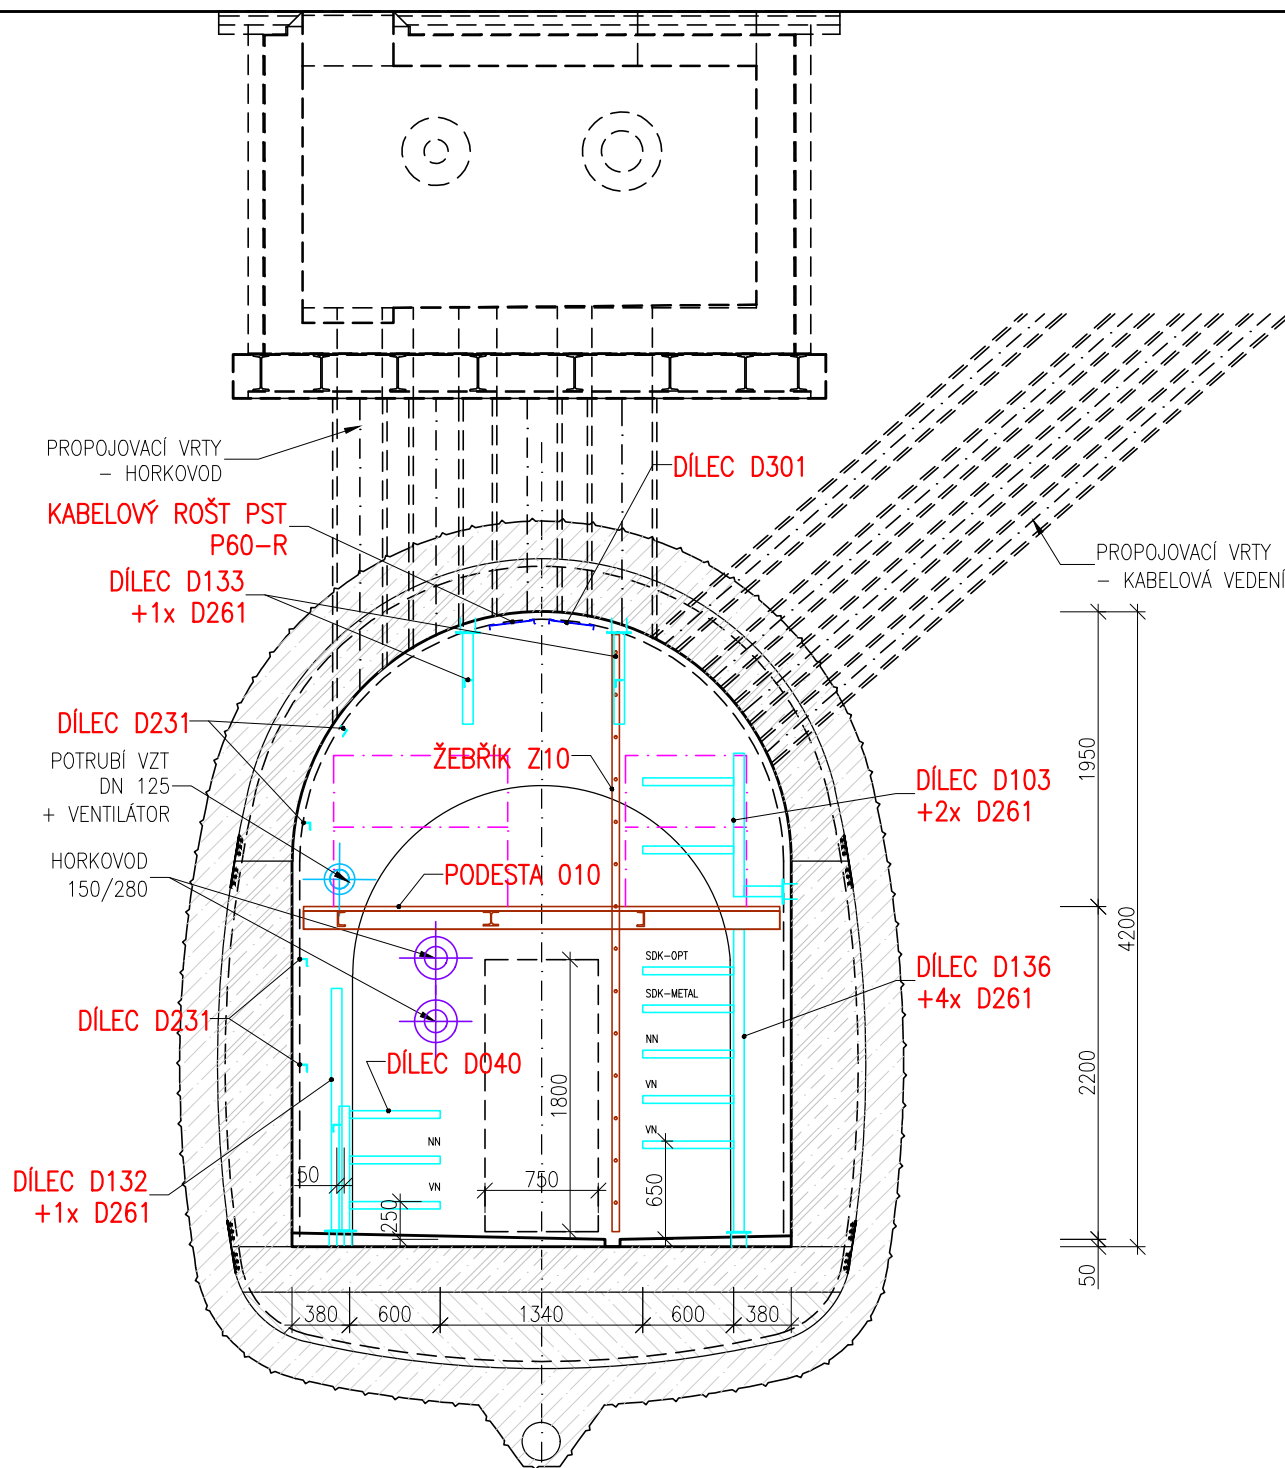 PROPOJOVACÍ VRTY
– HORKOVOD
DÍLEC D301
KABELOVÝ ROŠT PST
P60–R
PROPOJOVACÍ VRTY
– KABELOVÁ VEDENÍ
DÍLEC D133
+1x D261
DÍLEC D231
POTRUBÍ VZT
DN 125
+ VENTILÁTOR
ŽEBŘÍK Z10
DÍLEC D103
+2x D261
1950
HORKOVOD
150/280
PODESTA O10
4200
SDK–OPT
DÍLEC D136
+4x D261
SDK–METAL
DÍLEC D231
NN
DÍLEC D040
2200
1800
VN
NN
VN
DÍLEC D132
+1x D261
50
VN
750
650
250
50
380
600
1340
600
380